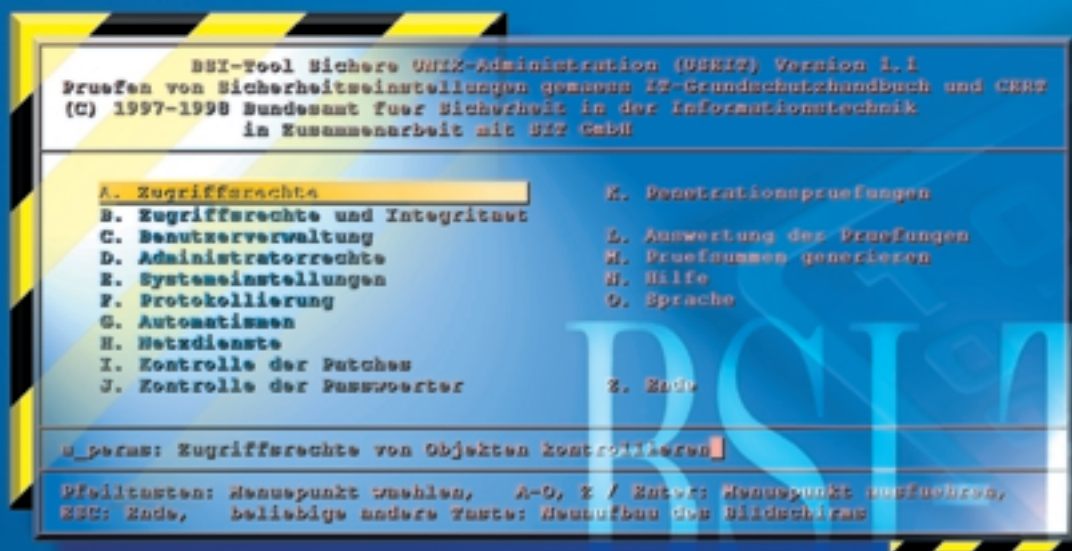 BSI-Tool Sichere UNIX-Administration (USEIT) Version 1.1
Pruefen von Sicherheitseinstellungen gemaess IT-Grundschutzhandbuch und CERT
(C) 1997-1998 Bundesamt fuer Sicherheit in der Informationstechnik
in Zusammenarbeit mit SIT GmbH
A. Zugriffsrechte
B. Zugriffsrechte und Integritaet
C. Benutzerverwaltung
D. Administratorrechte
E. Systemeinstellungen
F. Protokollierung
G. Automatismen
H. Netzdienste
I. Kontrolle der Patches
J. Kontrolle der Passwoerter
K. Penetrationspruefungen
L. Auswertung der Pruefungen
M. Pruefsummen generieren
N. Hilfe
O. Sprache
Z. Ende
u_perms: Zugriffsrechte von Objekten kontrollieren
Pfeiltasten: Menuepunkt waehlen, A-O, Z / Enter: Menuepunkt ausfuehren,
ESC: Ende, beliebige andere Taste: Neuaufbau des Bildschirms
BSI-T